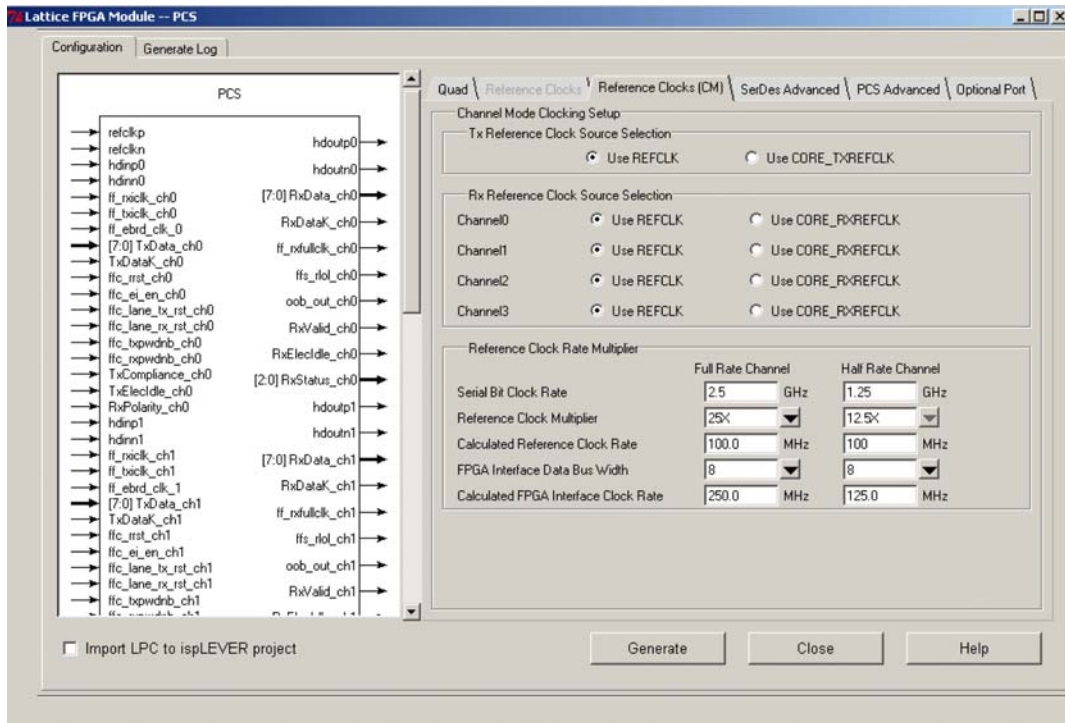 Lattice FPGA Module -- PCS
Configuration
Generate Log
PCS
refclkp
refclkn
hdinp0
hdinn0
ff_rxiclk_ch0
ff_txiclk_ch0
ff_ebrd_clk_0
[7:0] TxData_ch0
TxDataK_ch0
ffc_rrst_ch0
ffc_ei_en_ch0
ffc_lane_tx_rst_ch0
ffc_lane_rx_rst_ch0
ffc_txpwdnb_ch0
ffc_rxpwdnb_ch0
TxCompliance_ch0
TxElecIdle_ch0
RxPolarity_ch0
hdinp1
hdinn1
ff_rxiclk_ch1
ff_txiclk_ch1
ff_ebrd_clk_1
[7:0] TxData_ch1
TxDataK_ch1
ffc_rrst_ch1
ffc_ei_en_ch1
ffc_lane_tx_rst_ch1
ffc_lane_rx_rst_ch1
ffc_txpwdnb_ch1
hdoutp0
hdoutn0
[7:0] RxData_ch0
RxDataK_ch0
ff_rxfullclk_ch0
ffs_rlol_ch0
oob_out_ch0
RxValid_ch0
RxElecIdle_ch0
[2:0] RxStatus_ch0
hdoutp1
hdoutn1
[7:0] RxData_ch1
RxDataK_ch1
ff_rxfullclk_ch1
ffs_rlol_ch1
oob_out_ch1
RxValid_ch1
Quad
Reference Clocks
Reference Clocks (CM)
SerDes Advanced
PCS Advanced
Optional Port
Channel Mode Clocking Setup
Tx Reference Clock Source Selection
Use REFCLK Use CORE_TXREFCLK
Rx Reference Clock Source Selection
Channel0 Use REFCLK Use CORE_RXREFCLK
Channel1 Use REFCLK Use CORE_RXREFCLK
Channel2 Use REFCLK Use CORE_RXREFCLK
Channel3 Use REFCLK Use CORE_RXREFCLK
Reference Clock Rate Multiplier
Full Rate Channel Half Rate Channel
Serial Bit Clock Rate 2.5 GHz 1.25 GHz
Reference Clock Multiplier 25X 12.5X
Calculated Reference Clock Rate 100.0 MHz 100 MHz
FPGA Interface Data Bus Width 8 8
Calculated FPGA Interface Clock Rate 250.0 MHz 125.0 MHz
Import LPC to ispLEVER project
Generate
Close
Help